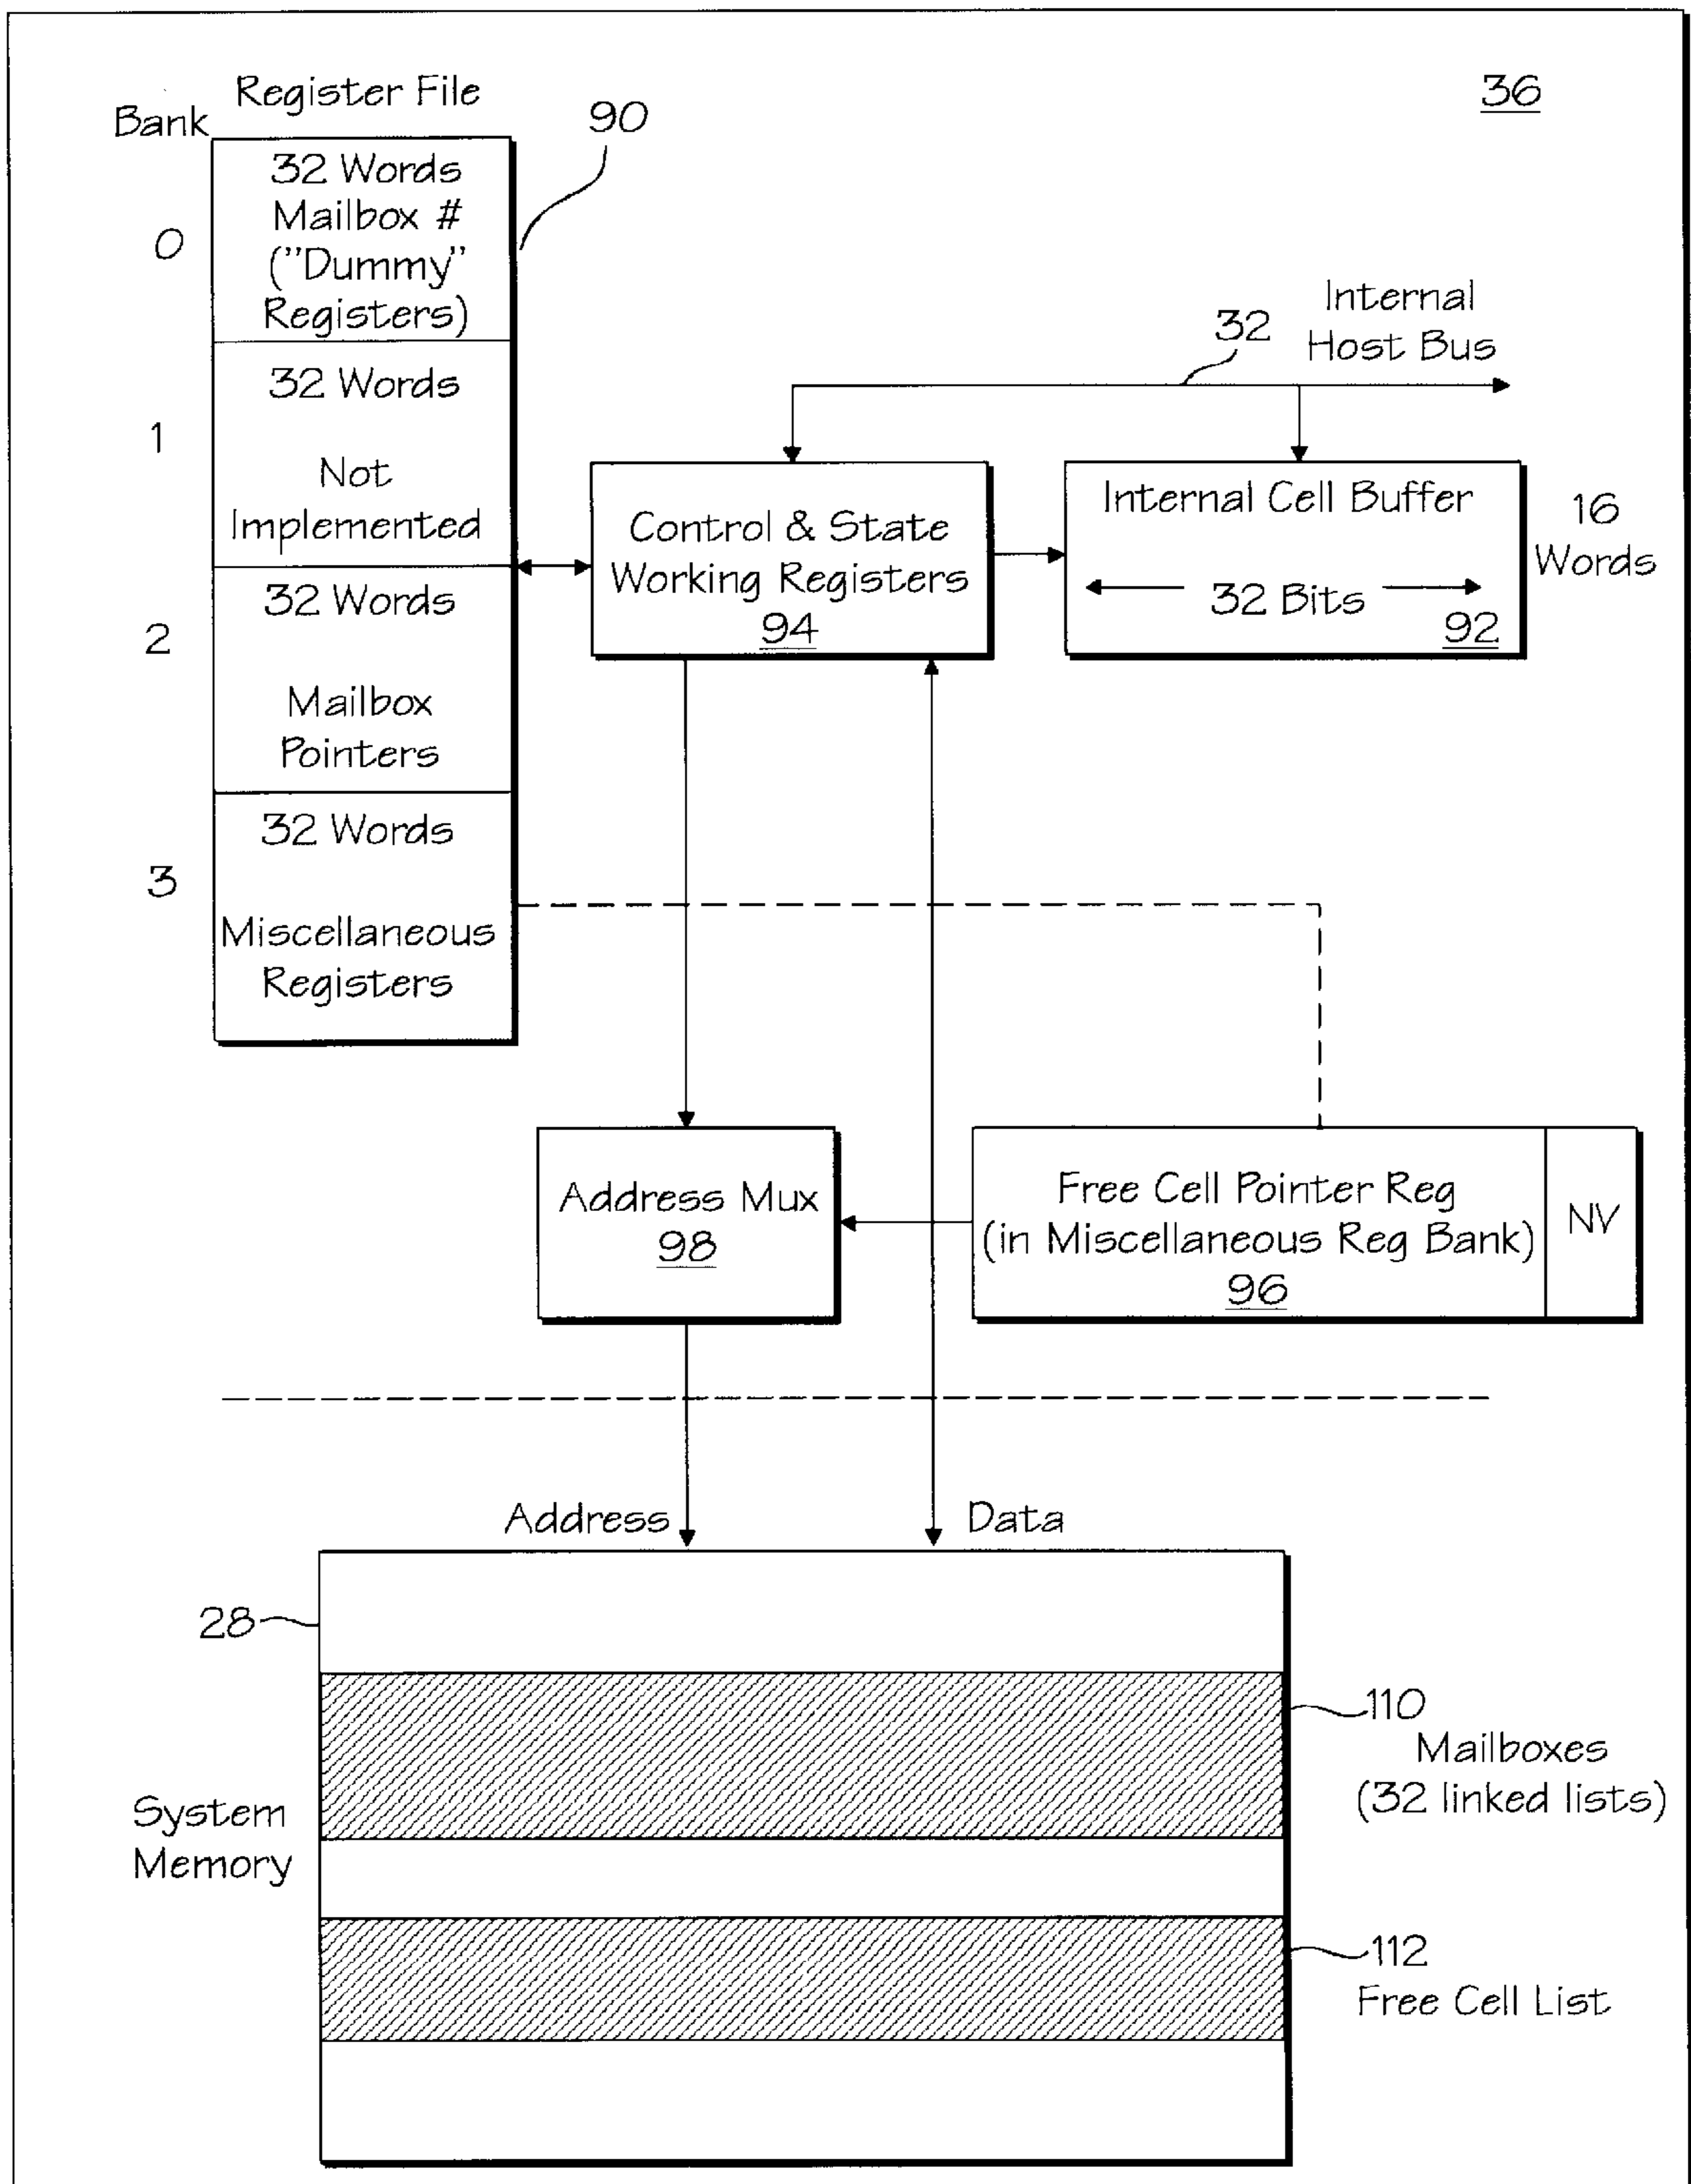 36
Register File
Bank
90
0
32 Words
Mailbox #
("Dummy"
Registers)
1
32 Words
Not
Implemented
2
32 Words
Mailbox
Pointers
3
32 Words
Miscellaneous
Registers
32
Internal
Host Bus
Control & State
Working Registers
94
Internal Cell Buffer
32 Bits
92
16
Words
Address Mux
98
Free Cell Pointer Reg
(in Miscellaneous Reg Bank)
96
NV
Address
Data
28
System
Memory
110
Mailboxes
(32 linked lists)
112
Free Cell List